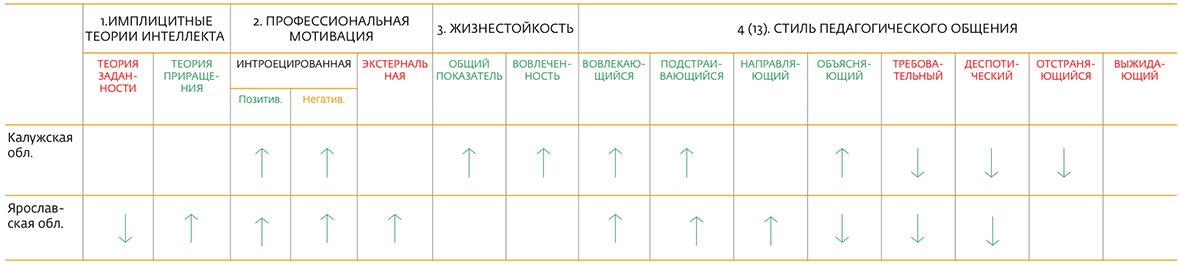 1.ИМПЛИЦИТНЫЕ
ТЕОРИИ ИНТЕЛЛЕКТА
2. ПРОФЕССИОНАЛЬНАЯ
МОТИВАЦИЯ
3. ЖИЗНЕСТОЙКОСТЬ
4 (13). СТИЛЬ ПЕДАГОГИЧЕСКОГО ОБЩЕНИЯ
ТЕОРИЯ
ЗАДАН-
НОСТИ
ТЕОРИЯ
ПРИРАЩЕ-
НИЯ
ИНТРОЕЦИРОВАННАЯ
ЭКСТЕРНАЛЬ
НАЯ
ОБЩИЙ
ПОКАЗАТЕЛЬ
ВОВЛЕЧЕН-
НОСТЬ
ВОВЛЕКАЮ-
ЩИЙСЯ
ПОДСТРАИ-
ВАЮЩИЙСЯ
НАПРАВЛЯ-
ЮЩИЙ
ОБЪЯСНЯ-
ЮЩИЙ
ТРЕБОВА-
ТЕЛЬНЫЙ
ДЕСПОТИ-
ЧЕСКИЙ
ОТСТРАНЯ-
ЮЩИЙСЯ
ВЫЖИДА-
ЮЩИЙ
Позитив.
Негатив.
Калужская
обл.
↑ ↑ ↑ ↑ ↑ ↑ ↑ ↓ ↓ ↓
Ярослав-
ская обл.
↓ ↑ ↑ ↑ ↑ ↑ ↑ ↑ ↓ ↓ ↓